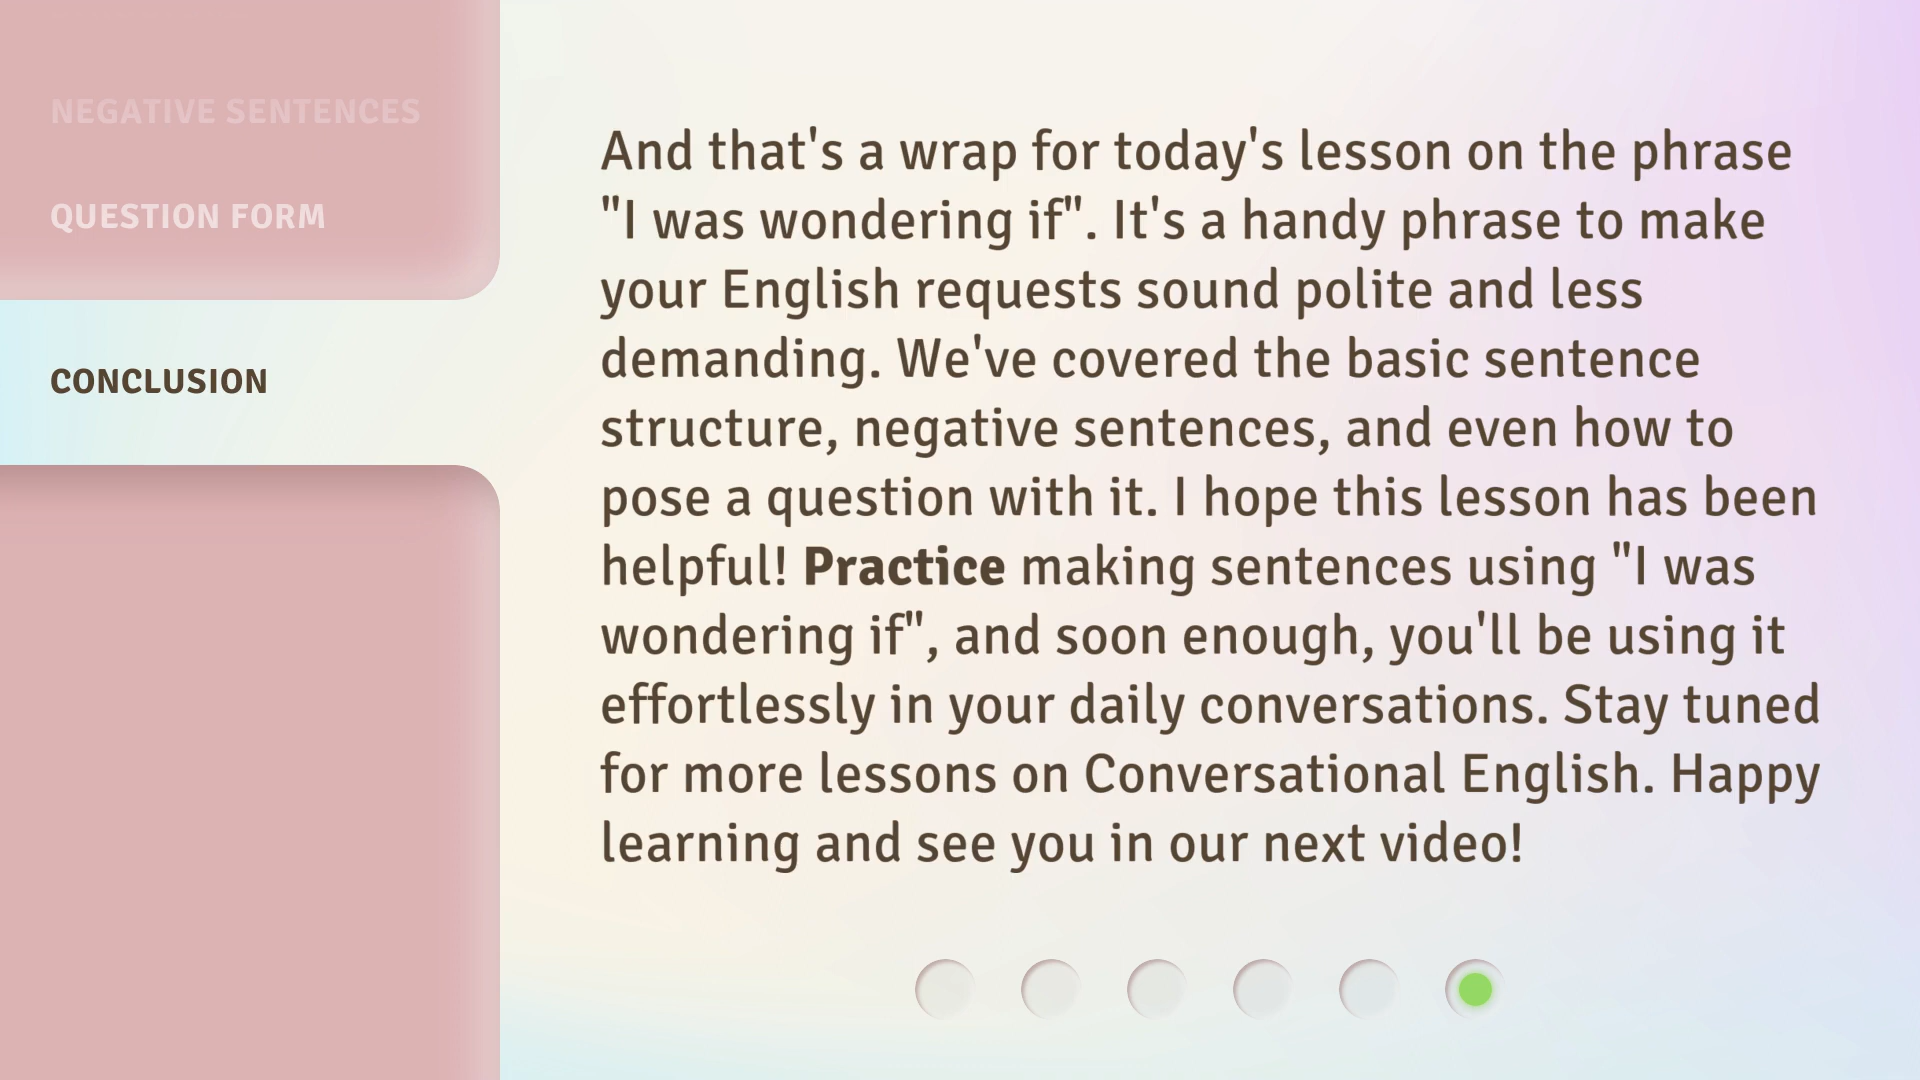 NEGATIVE SENTENCES
QUESTION FORM
CONCLUSION
And that's a wrap for today's lesson on the phrase
"I was wondering if". It's a handy phrase to make
your English requests sound polite and less
demanding. We've covered the basic sentence
structure, negative sentences, and even how to
pose a question with it. I hope this lesson has been
helpful! Practice making sentences using "I was
wondering if", and soon enough, you'll be using it
effortlessly in your daily conversations. Stay tuned
for more lessons on Conversational English. Happy
learning and see you in our next video!